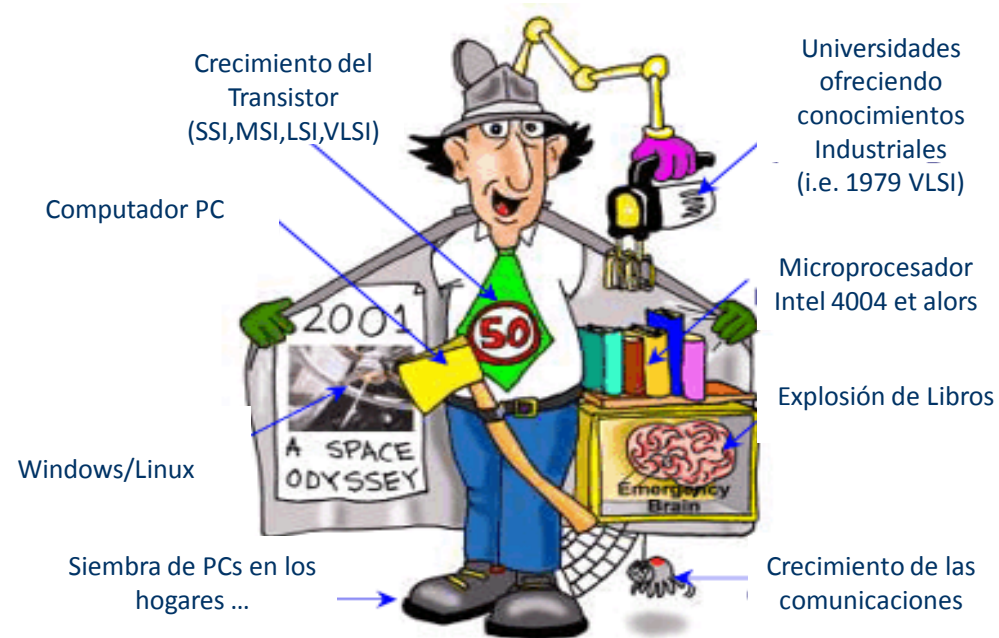 Crecimiento del
Transistor
(SSI,MSI,LSI,VLSI)
Universidades
ofreciendo
conocimientos
Industriales
(i.e. 1979 VLSI)
Computador PC
Microprocesador
Intel 4004 et alors
2001
50
A SPACE
ODYSSEY
Explosión de Libros
Windows/Linux
Emergency
Brain
Siembra de PCs en los
hogares ...
Crecimiento de las
comunicaciones